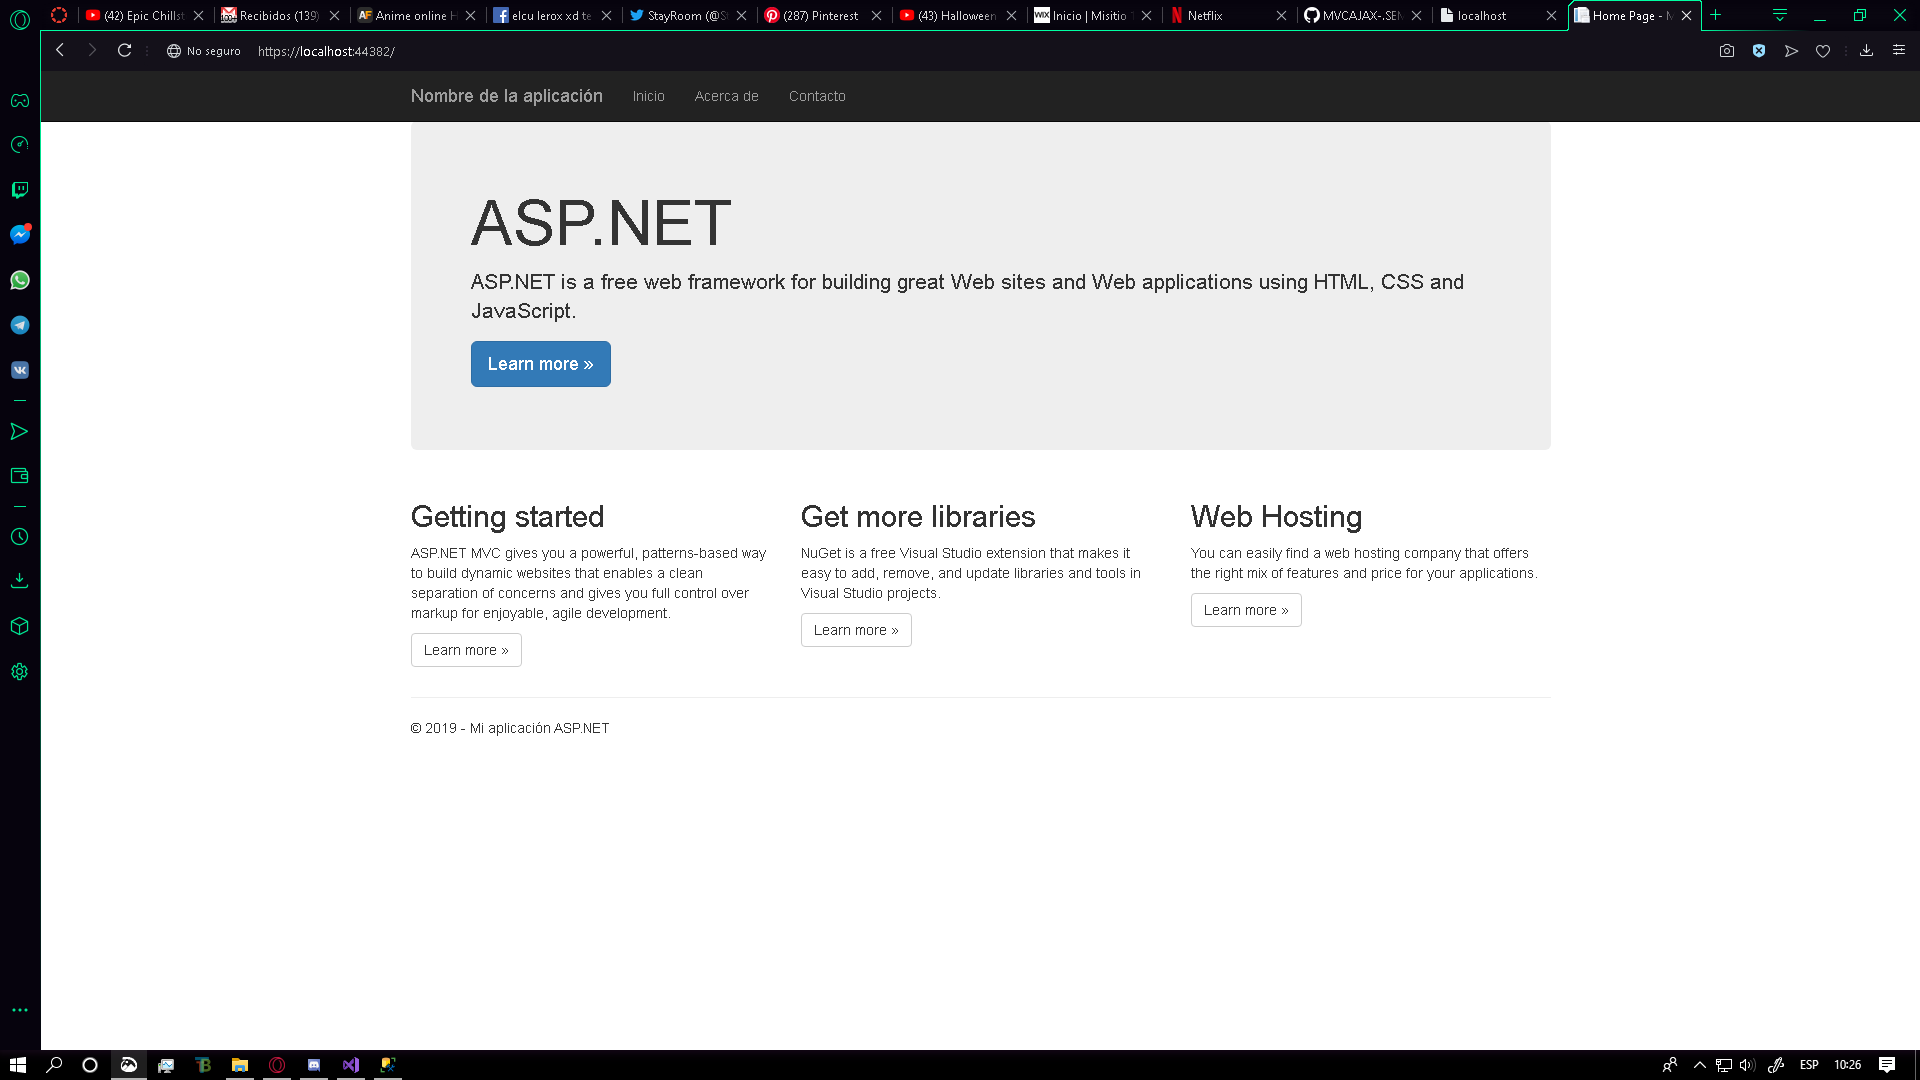 (42) Epic Chillst
Recibidos (139)
Anime online H
elcu lerox xd te
StayRoom (@S
(287) Pinterest
(43) Halloween
WIX Inicio | Misitio
Netflix
MVCAJAX-.SEN
localhost
Home Page - M
No seguro
https://localhost:44382/
Nombre de la aplicación
Inicio
Acerca de
Contacto
ASP.NET
ASP.NET is a free web framework for building great Web sites and Web applications using HTML, CSS and
JavaScript.
Learn more »
Getting started
ASP.NET MVC gives you a powerful, patterns-based way
to build dynamic websites that enables a clean
separation of concerns and gives you full control over
markup for enjoyable, agile development.
Learn more »
Get more libraries
NuGet is a free Visual Studio extension that makes it
easy to add, remove, and update libraries and tools in
Visual Studio projects.
Learn more »
Web Hosting
You can easily find a web hosting company that offers
the right mix of features and price for your applications.
Learn more »
© 2019 - Mi aplicación ASP.NET
ESP
10:26